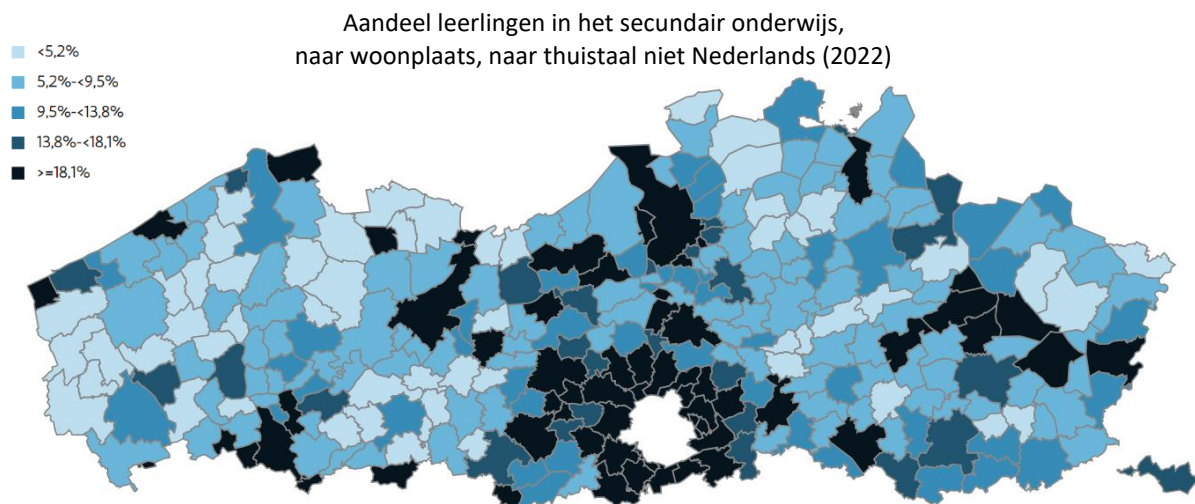 Aandeel leerlingen in het secundair onderwijs,
naar woonplaats, naar thuistaal niet Nederlands (2022)
<5,2%
5,2%-<9,5%
9,5%-<13,8%
13,8%-<18,1%
>=18,1%